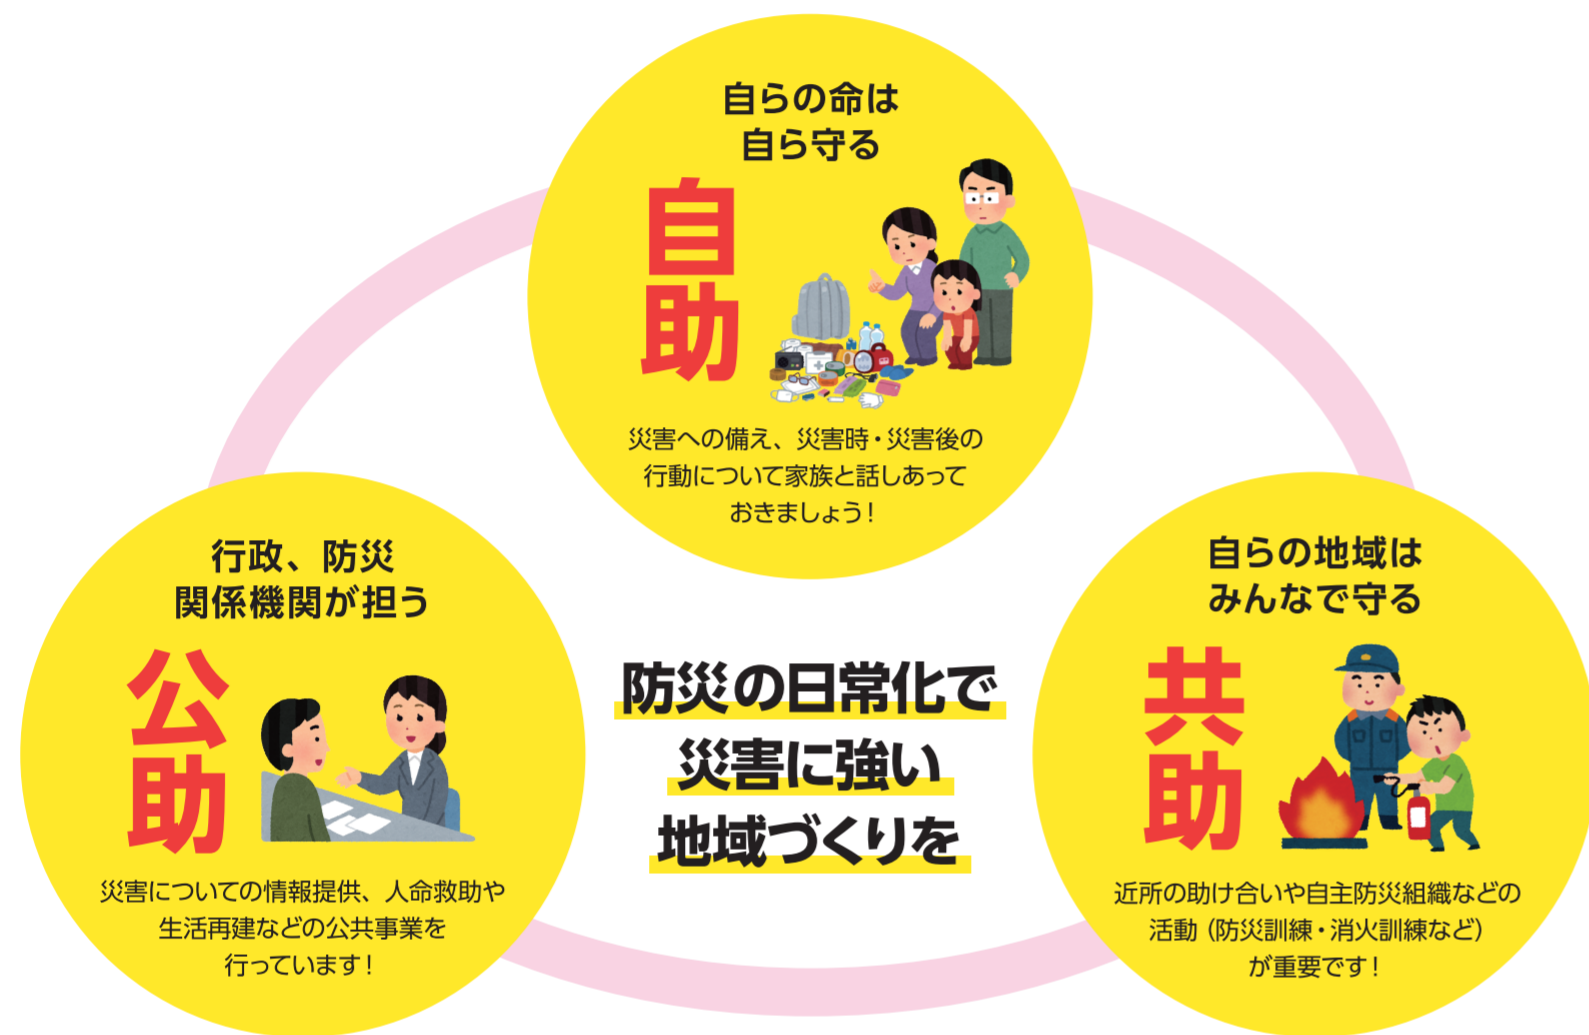 自らの命は
自ら守る
自助
災害への備え、災害時・災害後の
行動について家族と話しあって
おきましょう!
行政、防災
関係機関が担う
公助
災害についての情報提供、人命救助や
生活再建などの公共事業を
行っています!
防災の日常化で
災害に強い
地域づくりを
自らの地域は
みんなで守る
共助
近所の助け合いや自主防災組織などの
活動(防災訓練・消火訓練など)
が重要です!